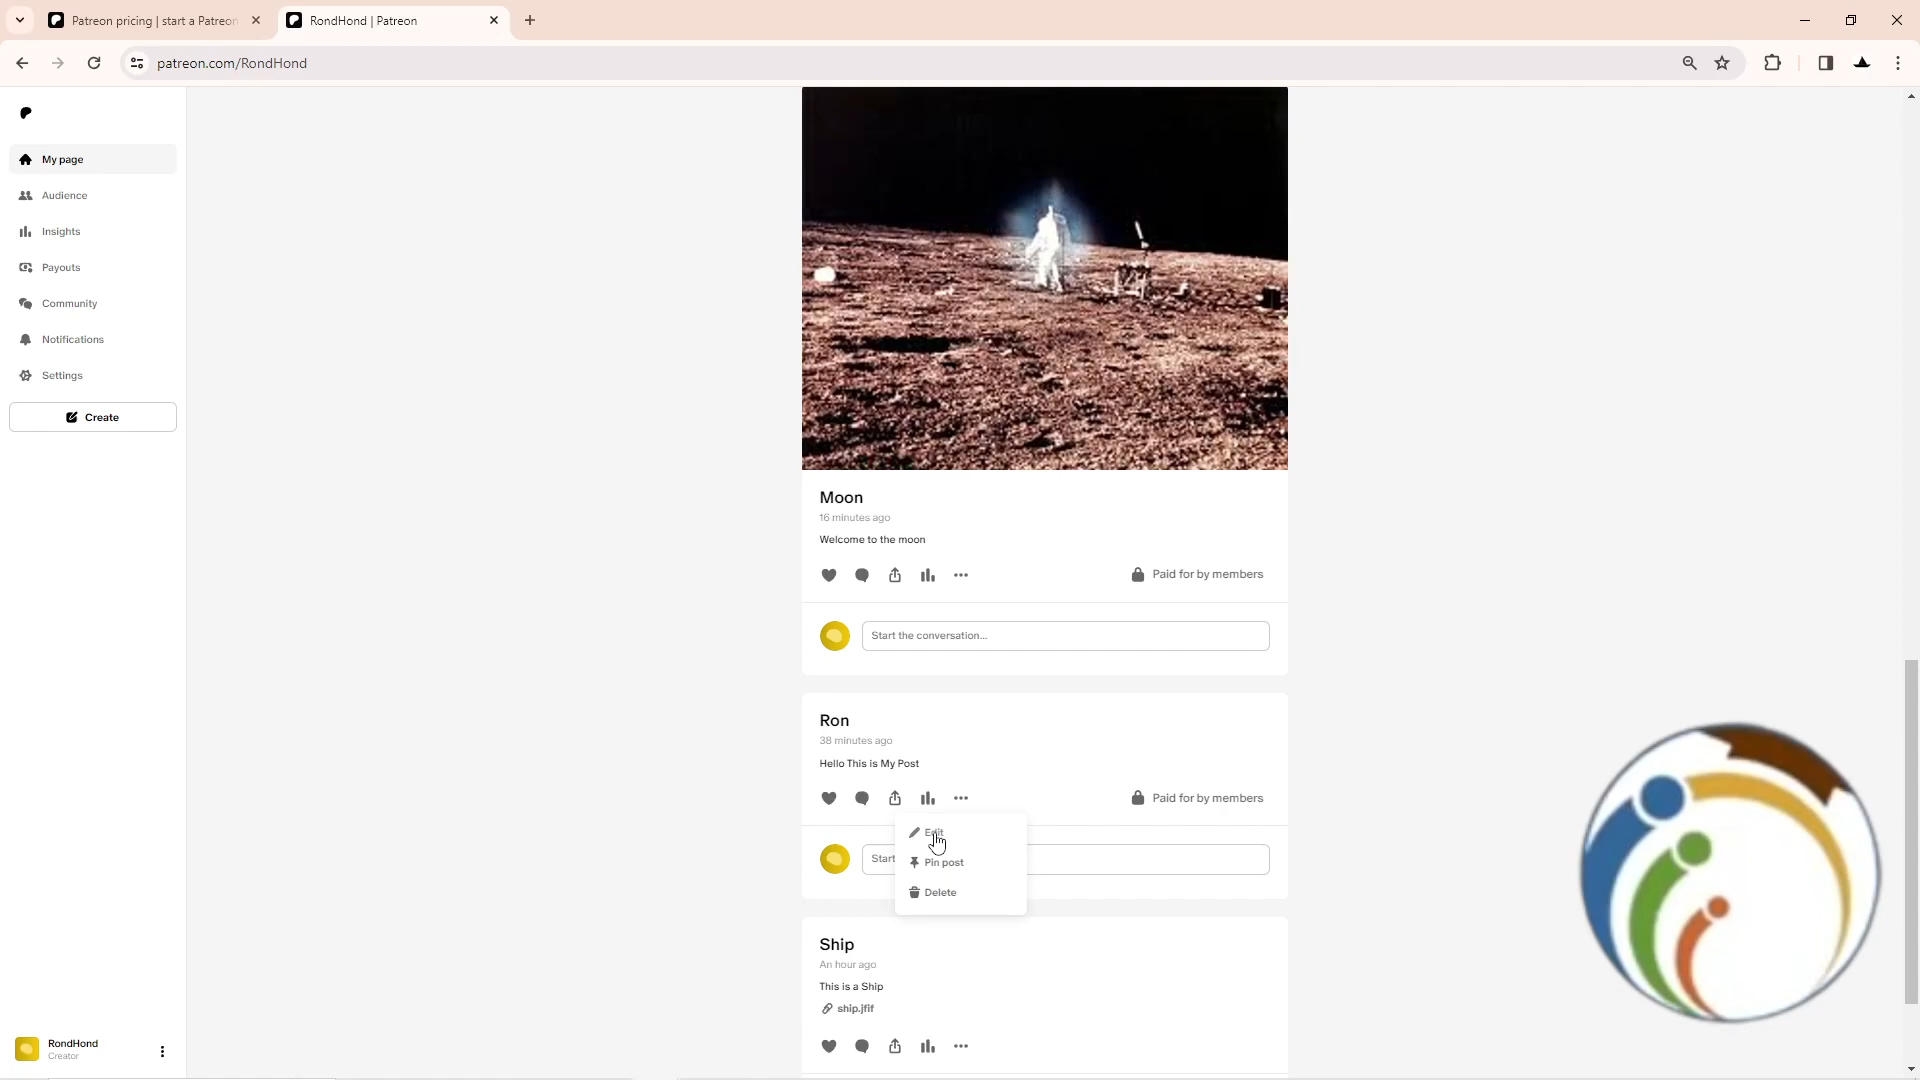 Patreon pricing | start a Patreon
RondHond | Patreon
patreon.com/RondHond
My page
Audience
Insights
Payouts
Community
Notifications
Settings
Create
Moon
16 minutes ago
Welcome to the moon
Paid for by members
Start the conversation...
Ron
38 minutes ago
Hello This is My Post
Paid for by members
Edit
Start
Pin post
Delete
Ship
An hour ago
This is a Ship
ship.jfif
RondHond
Creator